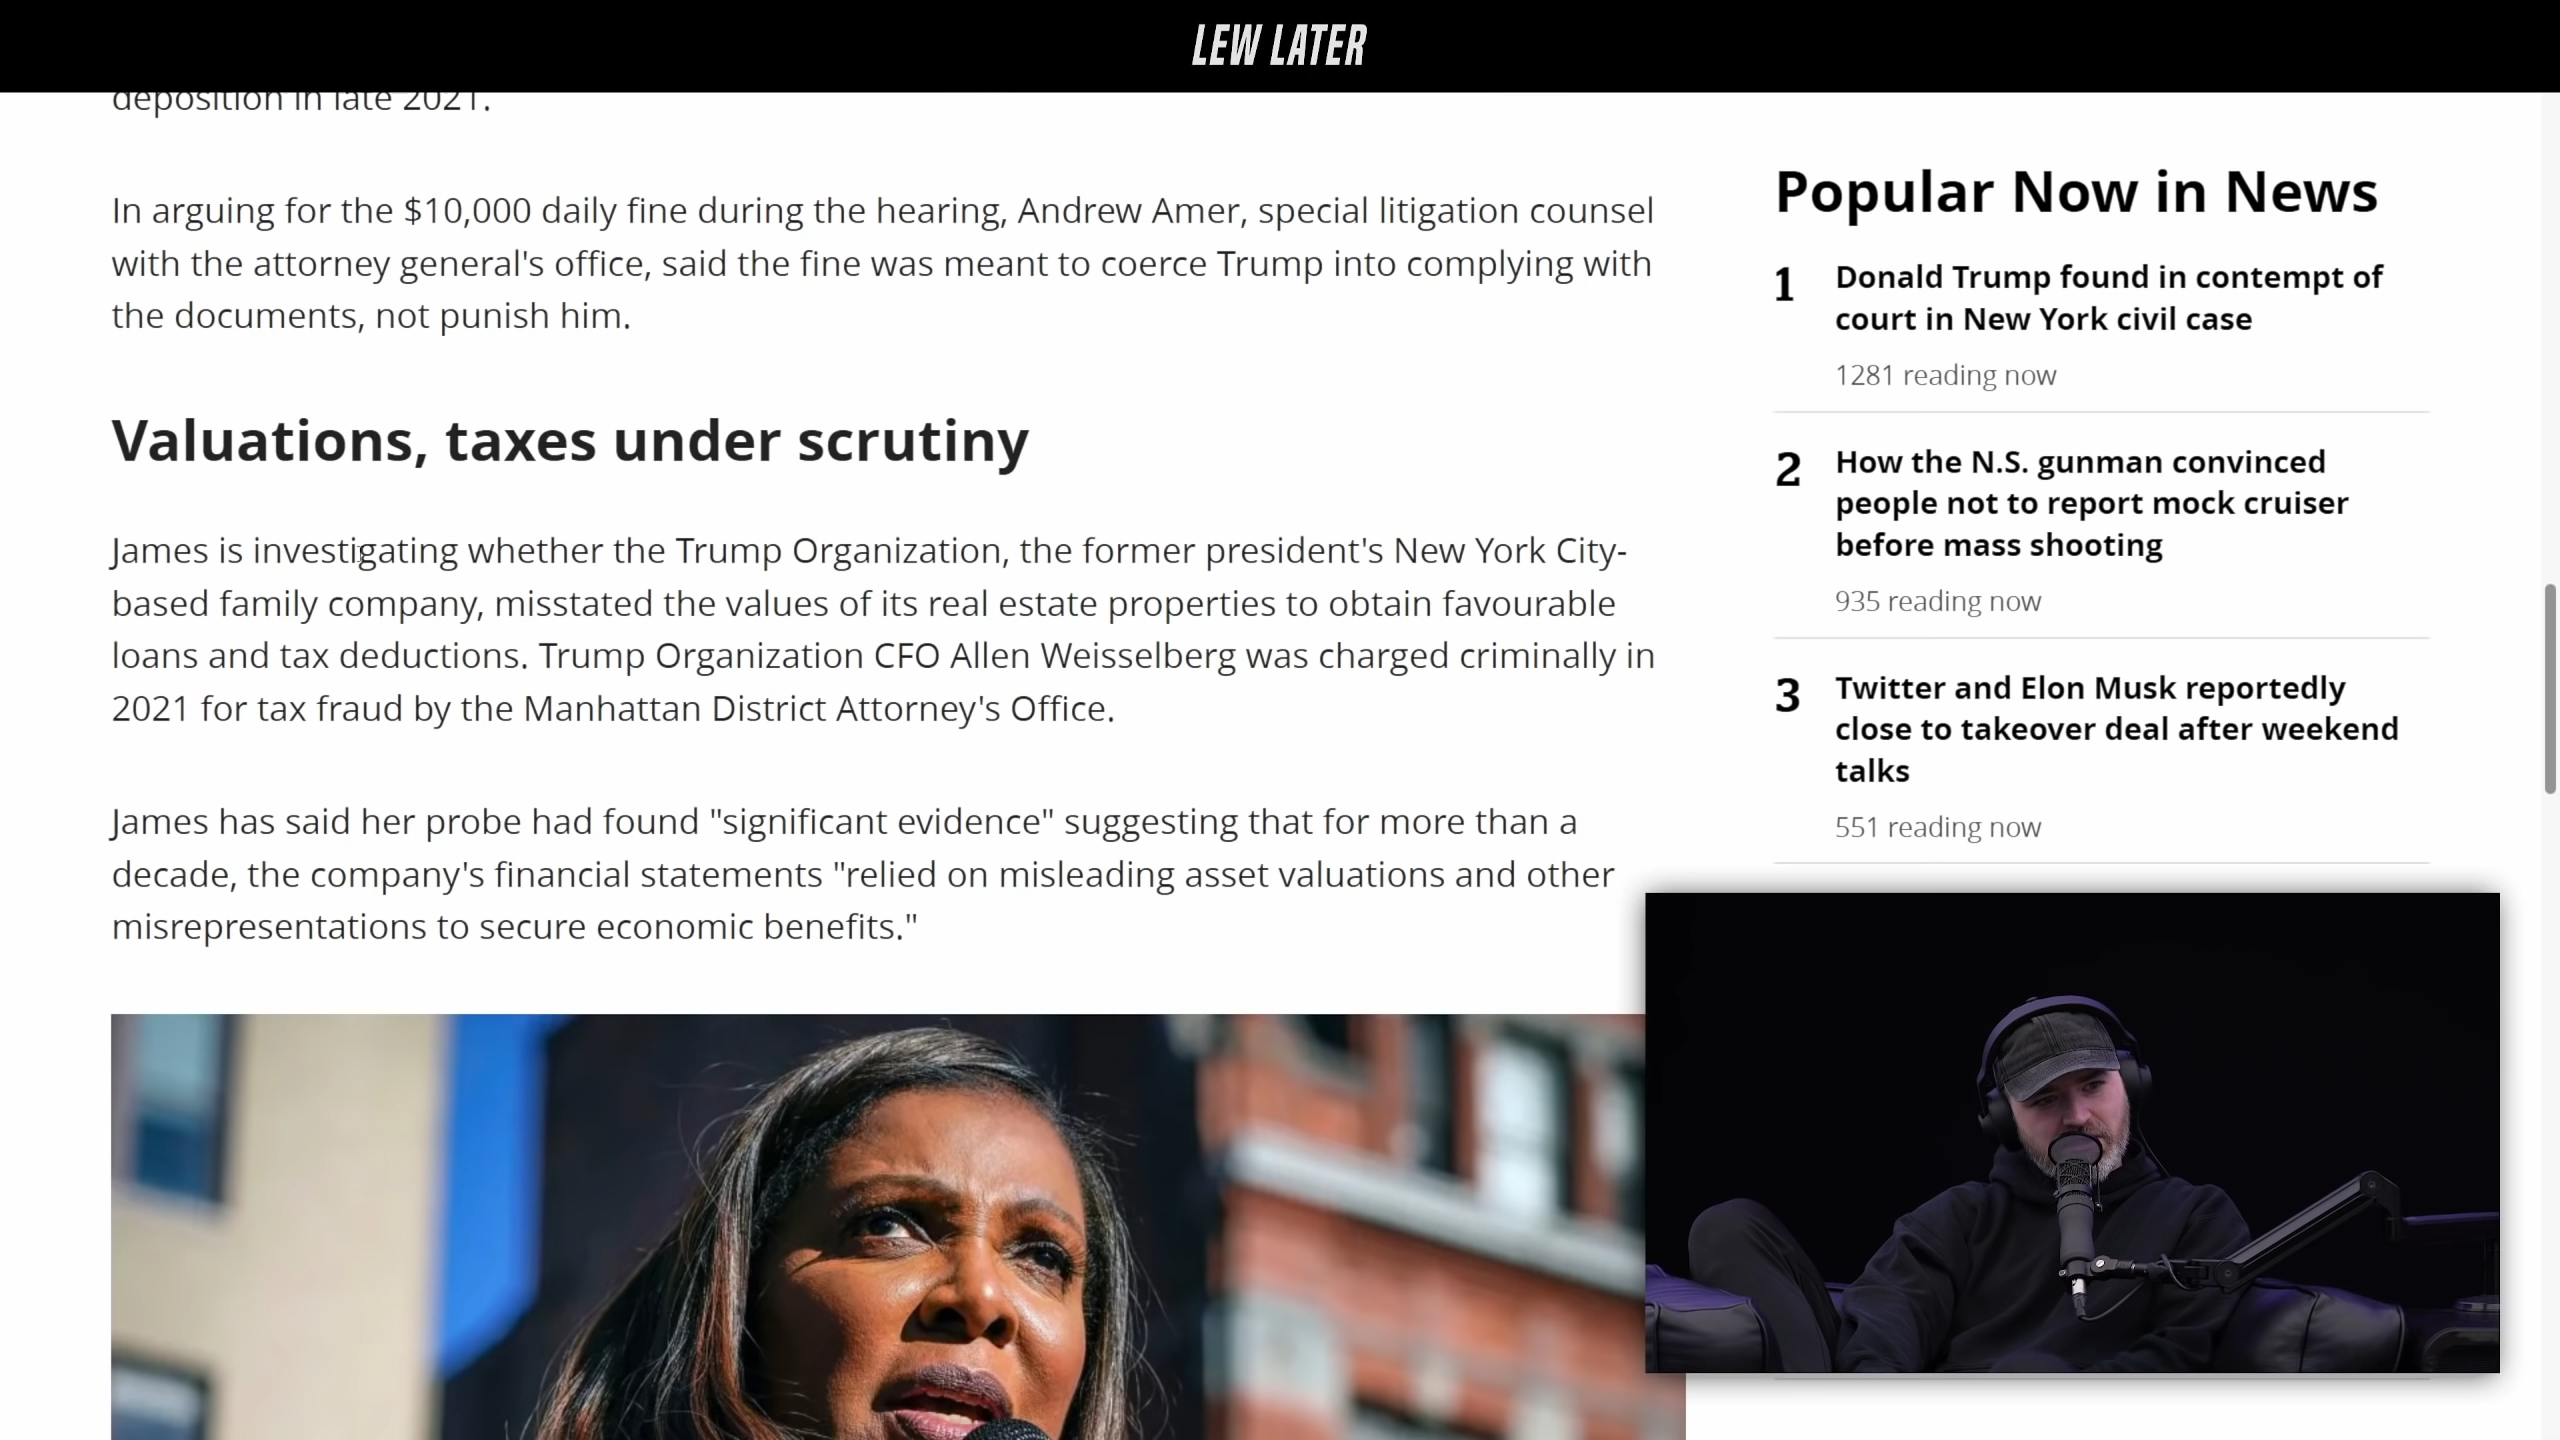 LEW LATER
deposition in late 2021.
In arguing for the $10,000 daily fine during the hearing, Andrew Amer, special litigation counsel
with the attorney general's office, said the fine was meant to coerce Trump into complying with
the documents, not punish him.
Valuations, taxes under scrutiny
James is investigating whether the Trump Organization, the former president's New York City-
based family company, misstated the values of its real estate properties to obtain favourable
loans and tax deductions. Trump Organization CFO Allen Weisselberg was charged criminally in
2021 for tax fraud by the Manhattan District Attorney's Office.
James has said her probe had found "significant evidence" suggesting that for more than a
decade, the company's financial statements "relied on misleading asset valuations and other
misrepresentations to secure economic benefits."
Popular Now in News
1
Donald Trump found in contempt of
court in New York civil case
1281 reading now
2
How the N.S. gunman convinced
people not to report mock cruiser
before mass shooting
935 reading now
3
Twitter and Elon Musk reportedly
close to takeover deal after weekend
talks
551 reading now